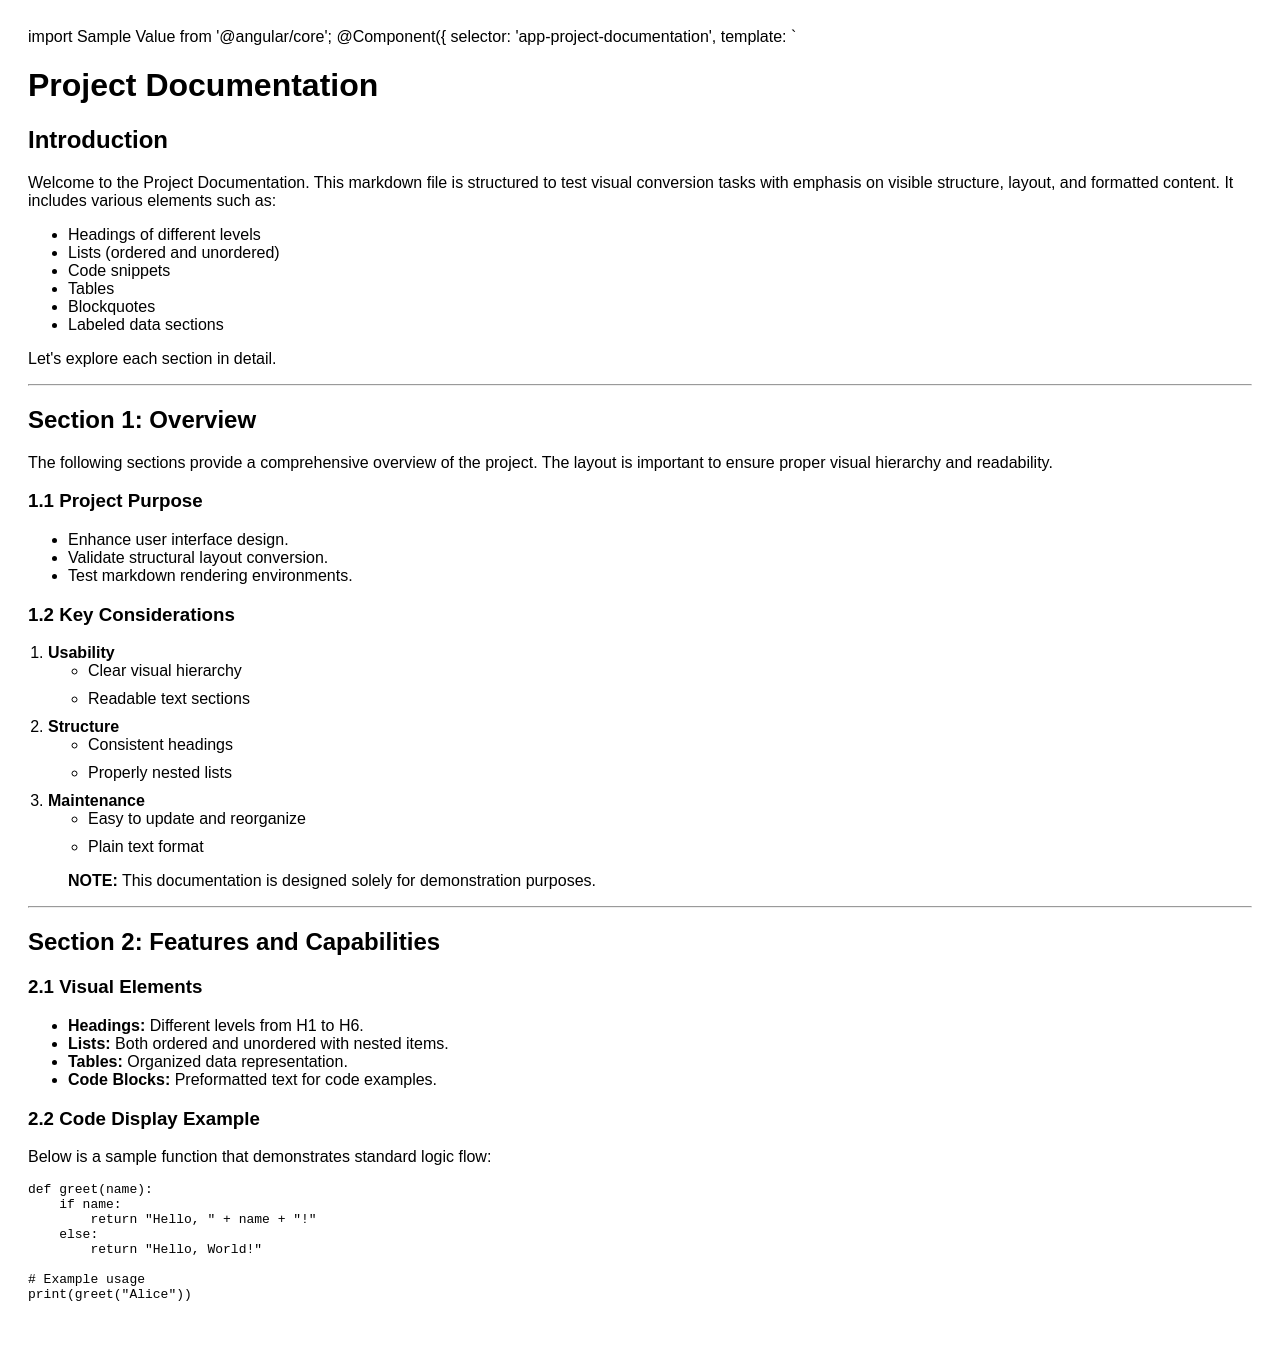 import Sample Value from '@angular/core'; @Component({ selector: 'app-project-documentation', template: `
Project Documentation
Introduction
Welcome to the Project Documentation. This markdown file is structured to test visual conversion tasks with emphasis on visible structure, layout, and formatted content. It
includes various elements such as:
Headings of different levels
Lists (ordered and unordered)
Code snippets
Tables
Blockquotes
Labeled data sections
Let's explore each section in detail.
Section 1: Overview
The following sections provide a comprehensive overview of the project. The layout is important to ensure proper visual hierarchy and readability.
1.1 Project Purpose
Enhance user interface design.
Validate structural layout conversion.
Test markdown rendering environments.
1.2 Key Considerations
1. Usability
Clear visual hierarchy
Readable text sections
2. Structure
Consistent headings
Properly nested lists
3. Maintenance
Easy to update and reorganize
Plain text format
NOTE: This documentation is designed solely for demonstration purposes.
Section 2: Features and Capabilities
2.1 Visual Elements
Headings: Different levels from H1 to H6.
Lists: Both ordered and unordered with nested items.
Tables: Organized data representation.
Code Blocks: Preformatted text for code examples.
2.2 Code Display Example
Below is a sample function that demonstrates standard logic flow:
def greet(name):
    if name:
        return "Hello, " + name + "!"
    else:
        return "Hello, World!"
# Example usage
print(greet("Alice"))